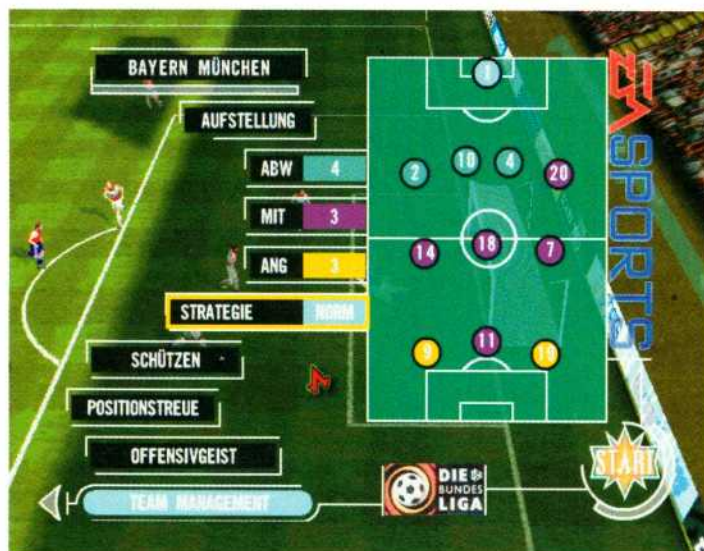 BAYERN MÜNCHEN
AUFSTELLUNG
ABW 4
MIT 3
ANG 3
STRATEGIE NORM
SCHÜTZEN
POSITIONSTREUE
OFFENSIVGEIST
TEAM MANAGEMENT
1
2 10 4 20
14 18 7
9 11 19
EA SPORTS
DIE
BUNDES
LIGA
START